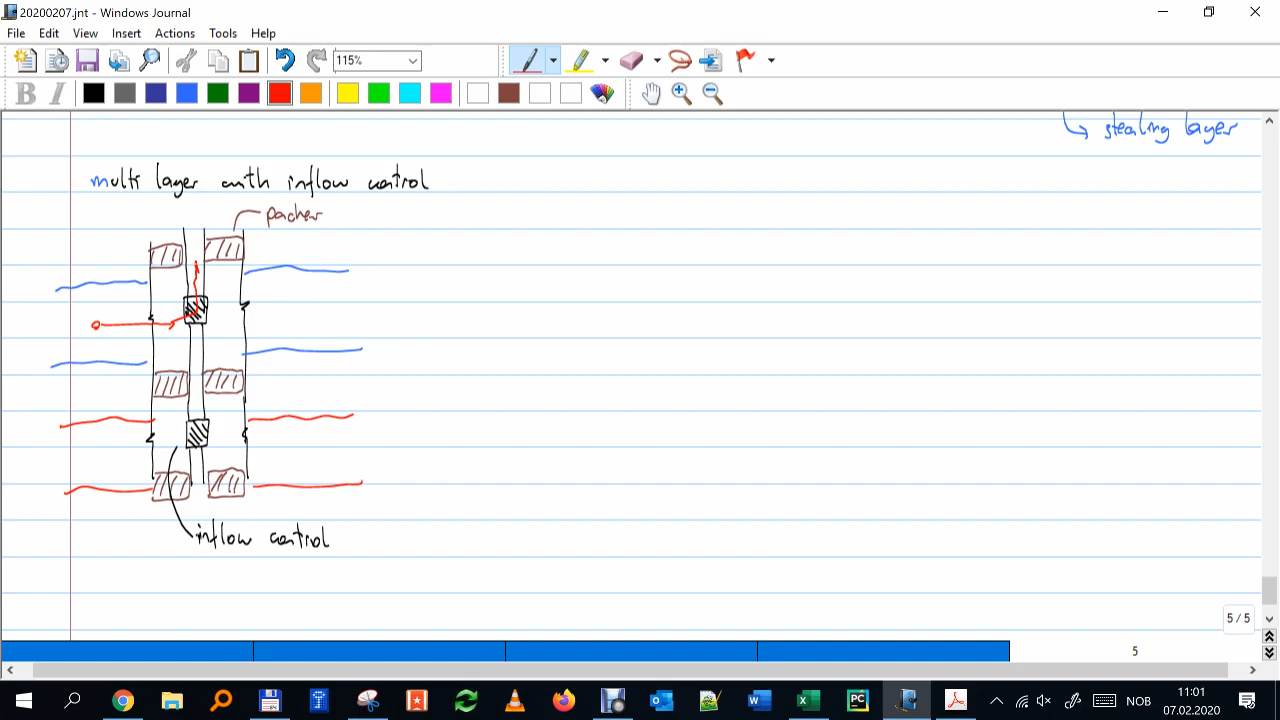 20200207.jnt - Windows Journal
File Edit View Insert Actions Tools Help
115%
B I
stealing layer
multi layer with inflow control
packer
inflow control
5 / 5
5
NOB
11:01
07.02.2020